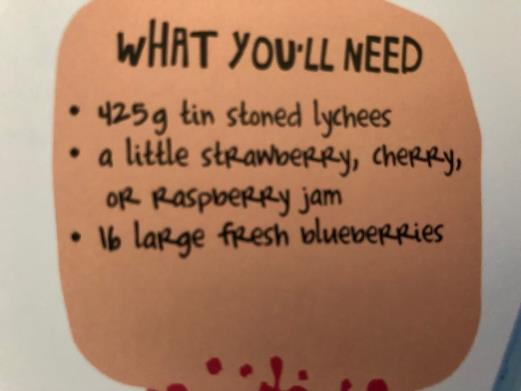 WHAT YOU'LL NEED
• 425g tin stoned lychees
• a little strawberry, cherry,
or raspberry jam
• 16 large fresh blueberries